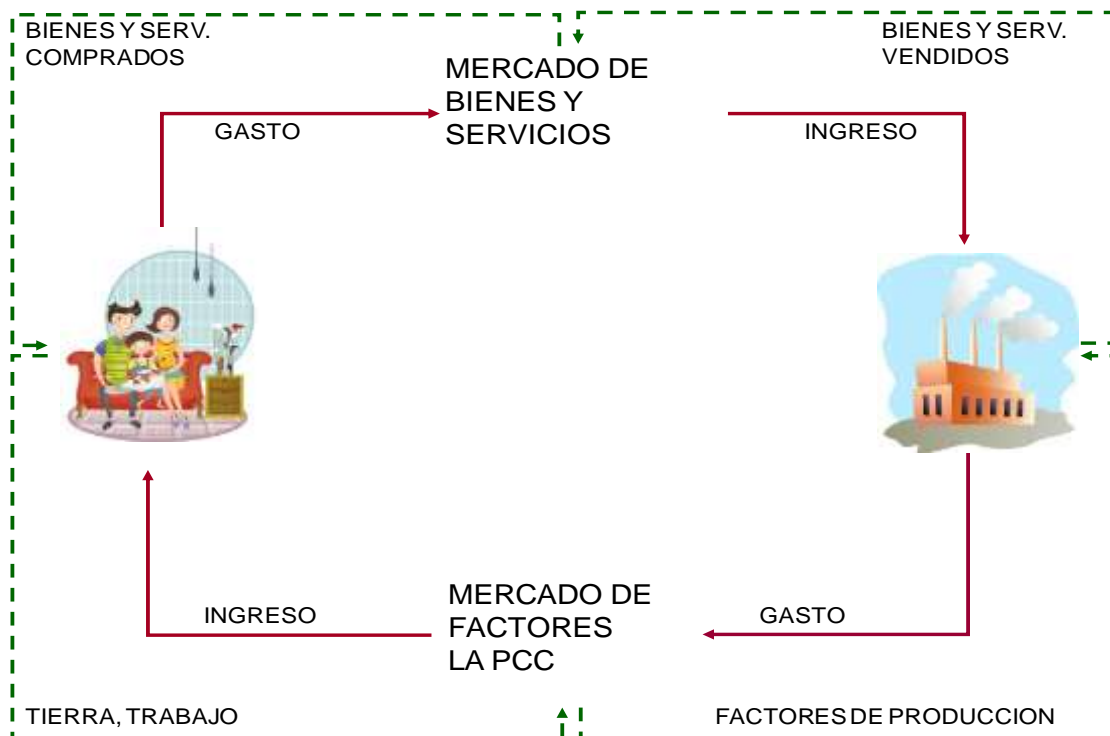 BIENES Y SERV.
COMPRADOS
BIENES Y SERV.
VENDIDOS
MERCADO DE
BIENES Y
SERVICIOS
GASTO
INGRESO
INGRESO
MERCADO DE
FACTORES
LA PCC
GASTO
TIERRA, TRABAJO
FACTORES DE PRODUCCION